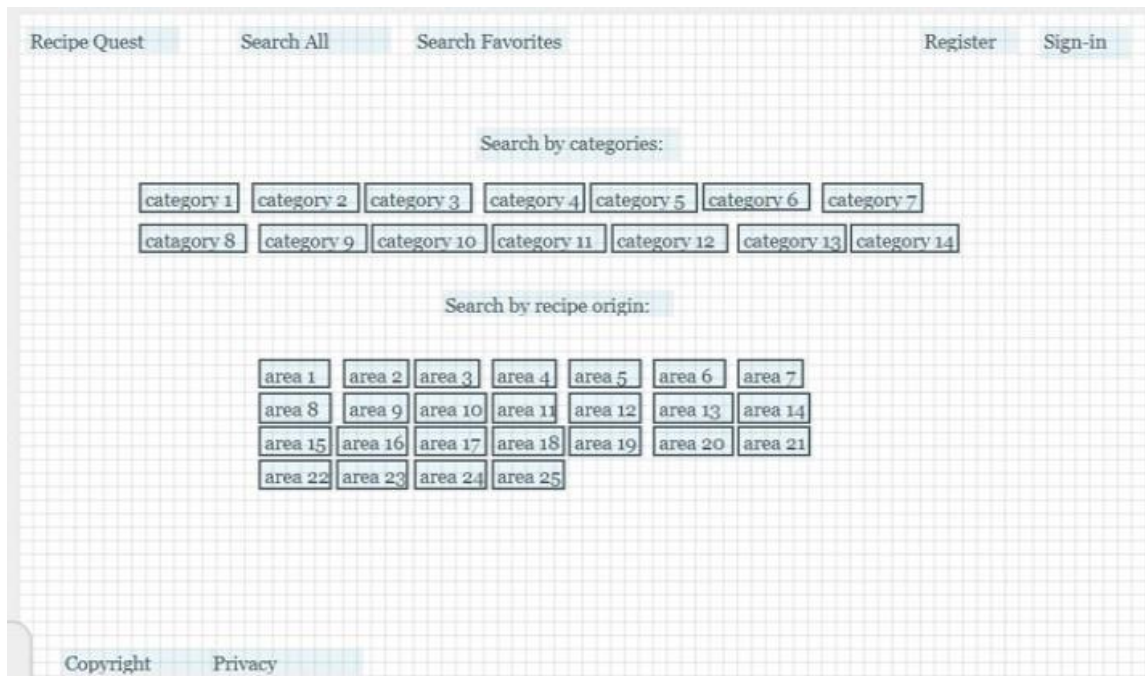 Recipe Quest Search All Search Favorites Register Sign-in
Search by categories:
category 1 category 2 category 3 category 4 category 5 category 6 category 7
catagory 8 category 9 category 10 category 11 category 12 category 13 category 14
Search by recipe origin:
area 1 area 2 area 3 area 4 area 5 area 6 area 7
area 8 area 9 area 10 area 11 area 12 area 13 area 14
area 15 area 16 area 17 area 18 area 19 area 20 area 21
area 22 area 23 area 24 area 25
Copyright Privacy